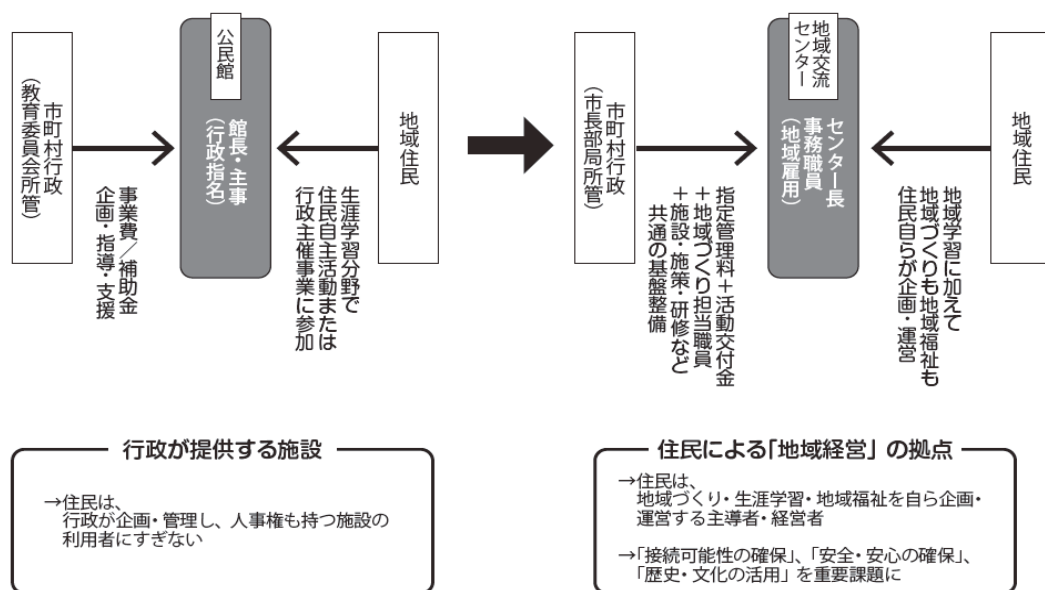 市町村行政
（教育委員会所管）
事業費／補助金
企画・指導・支援
公民館
館長・主事
（行政指名）
地域住民
生涯学習分野で
住民自主活動または
行政主催事業に参加
市町村行政
（市長部局所管）
指定管理料＋活動交付金
＋地域づくり担当職員
＋施設・施策・研修など
共通の基盤整備
地域交流
センター
センター長
事務職員
（地域雇用）
地域住民
地域学習に加えて
地域づくりも地域福祉も
住民自らが企画・運営
行政が提供する施設
→住民は、
行政が企画・管理し、人事権も持つ施設の
利用者にすぎない
住民による「地域経営」の拠点
→住民は、
地域づくり・生涯学習・地域福祉を自ら企画・
運営する主導者・経営者
→「接続可能性の確保」、「安全・安心の確保」、
「歴史・文化の活用」を重要課題に